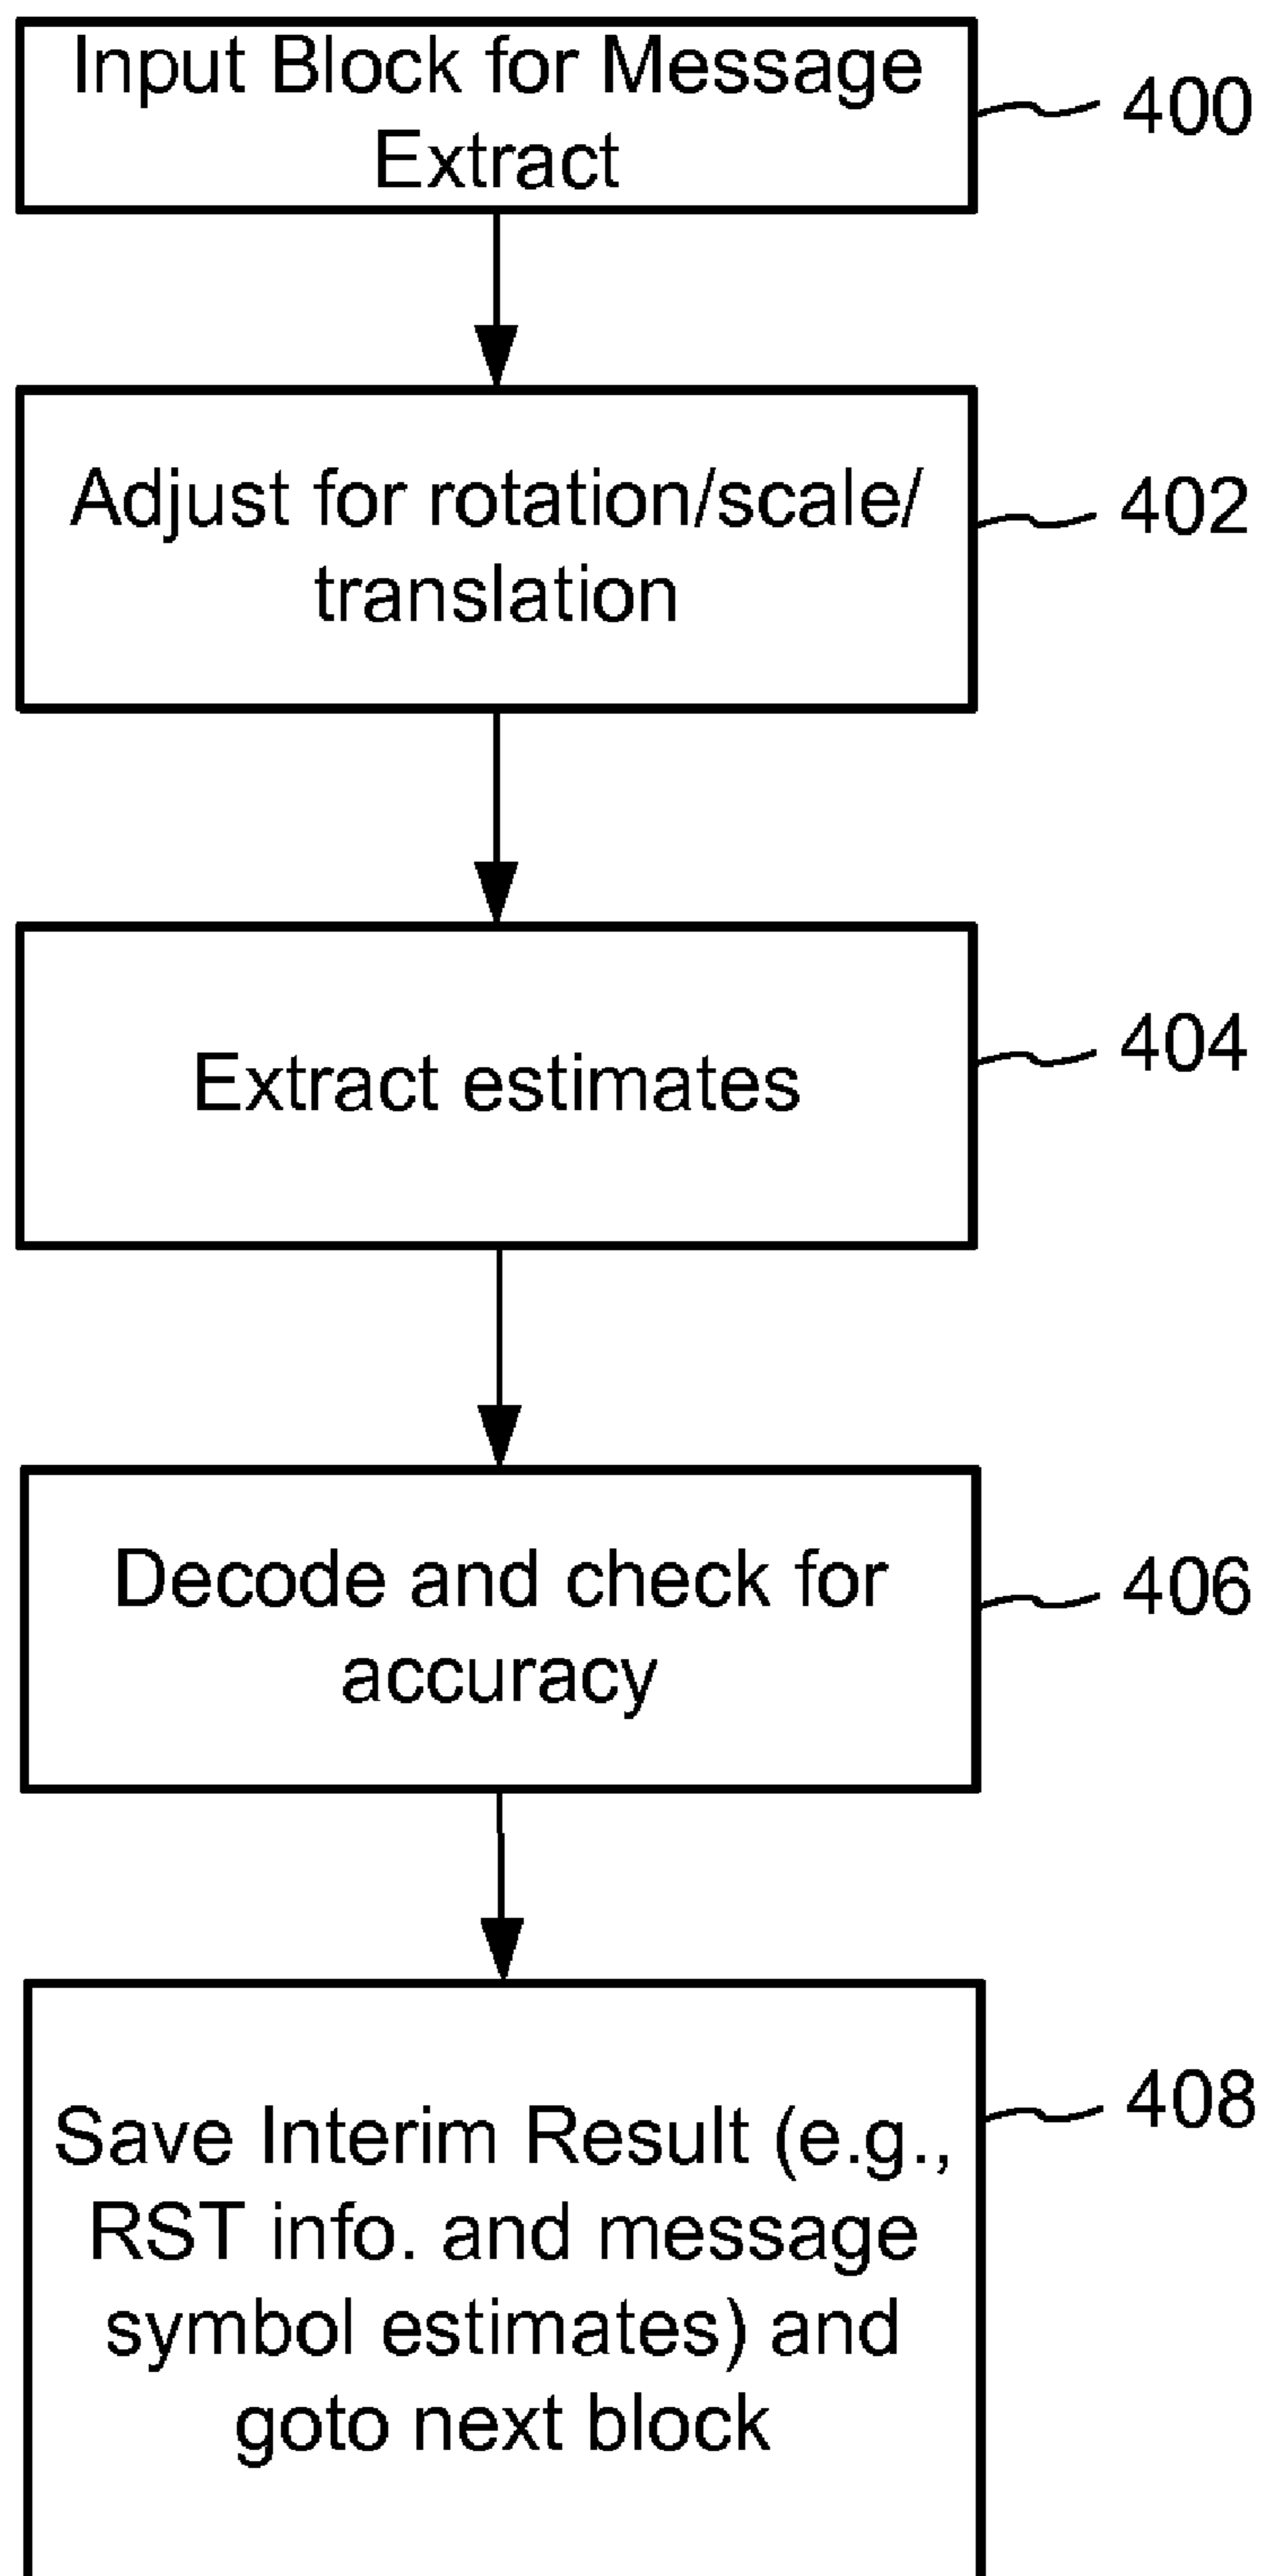 Input Block for Message
Extract
400
Adjust for rotation/scale/
translation
402
Extract estimates
404
Decode and check for
accuracy
406
Save Interim Result (e.g.,
RST info. and message
symbol estimates) and
goto next block
408